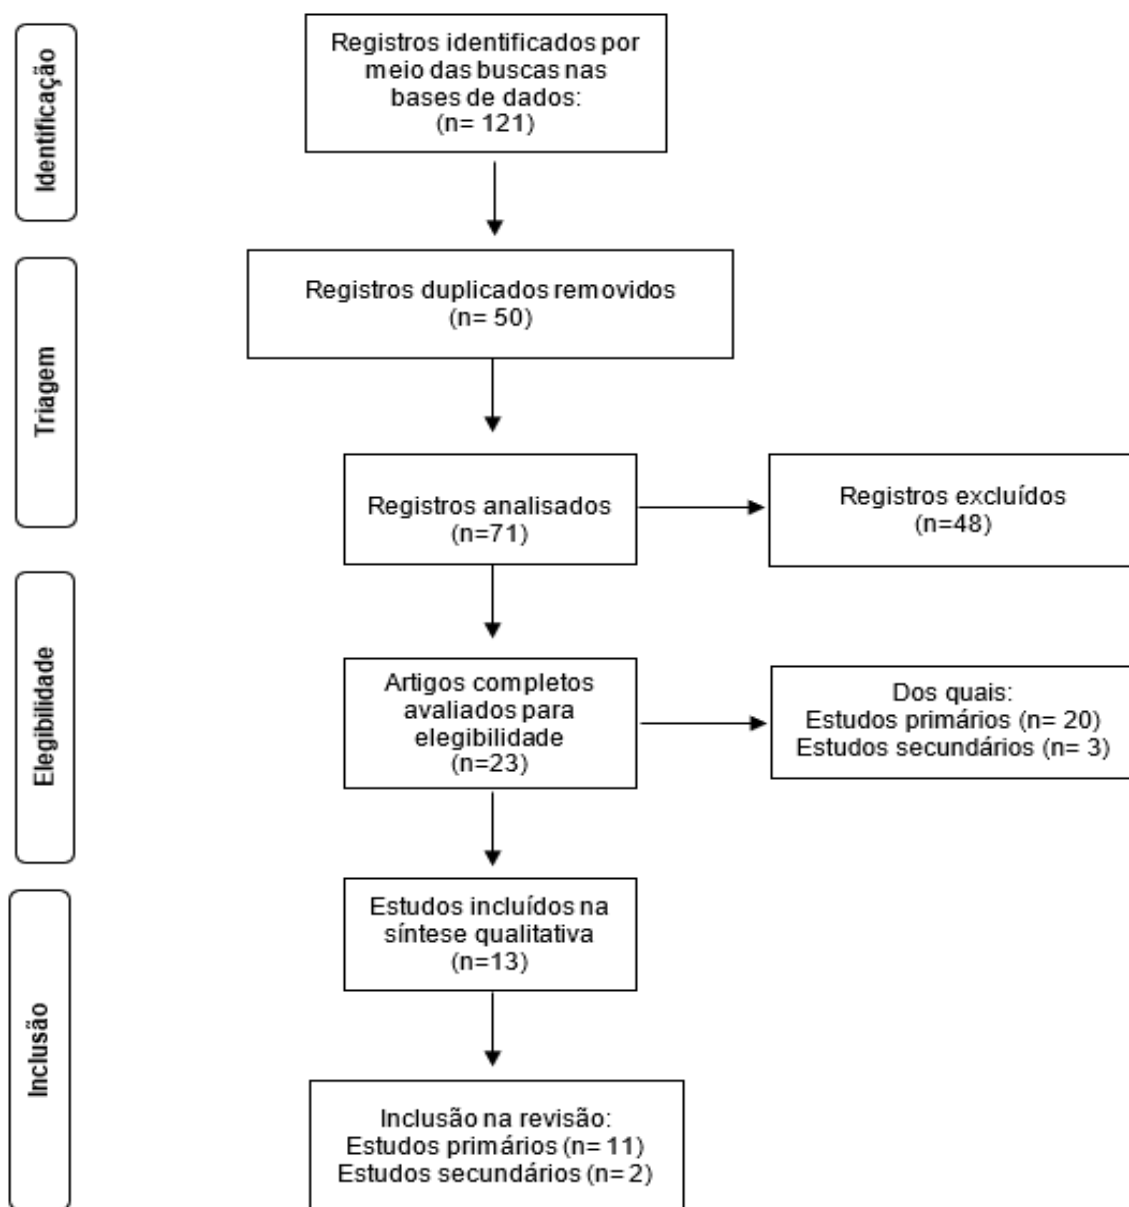 Identificação
Registros identificados por
meio das buscas nas
bases de dados:
(n= 121)
Triagem
Registros duplicados removidos
(n= 50)
Registros analisados
(n=71)
Registros excluídos
(n=48)
Elegibilidade
Artigos completos
avaliados para
elegibilidade
(n=23)
Dos quais:
Estudos primários (n= 20)
Estudos secundários (n= 3)
Inclusão
Estudos incluídos na
síntese qualitativa
(n=13)
Inclusão na revisão:
Estudos primários (n= 11)
Estudos secundários (n= 2)